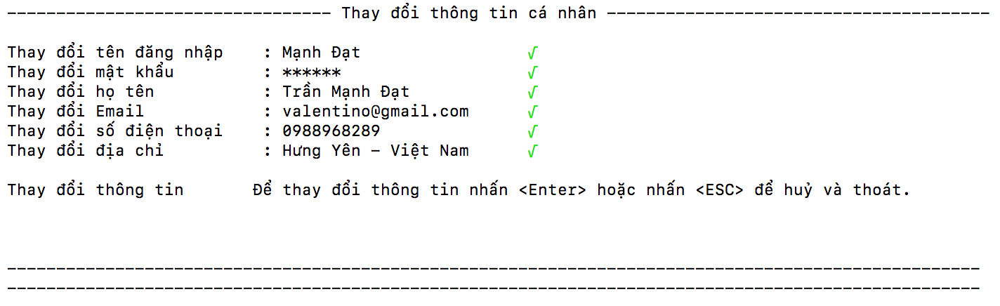 --------------------------------- Thay đổi thông tin cá nhân ---------------------------------------
Thay đổi tên đăng nhập : Mạnh Đạt √
Thay đổi mật khẩu : ****** √
Thay đổi họ tên : Trần Mạnh Đạt √
Thay đổi Email : valentino@gmail.com √
Thay đổi số điện thoại : 0988968289 √
Thay đổi địa chỉ : Hưng Yên - Việt Nam √
Thay đổi thông tin Để thay đổi thông tin nhấn <Enter> hoặc nhấn <ESC> để huỷ và thoát.
---------------------------------------------------------------------------------------------------
---------------------------------------------------------------------------------------------------